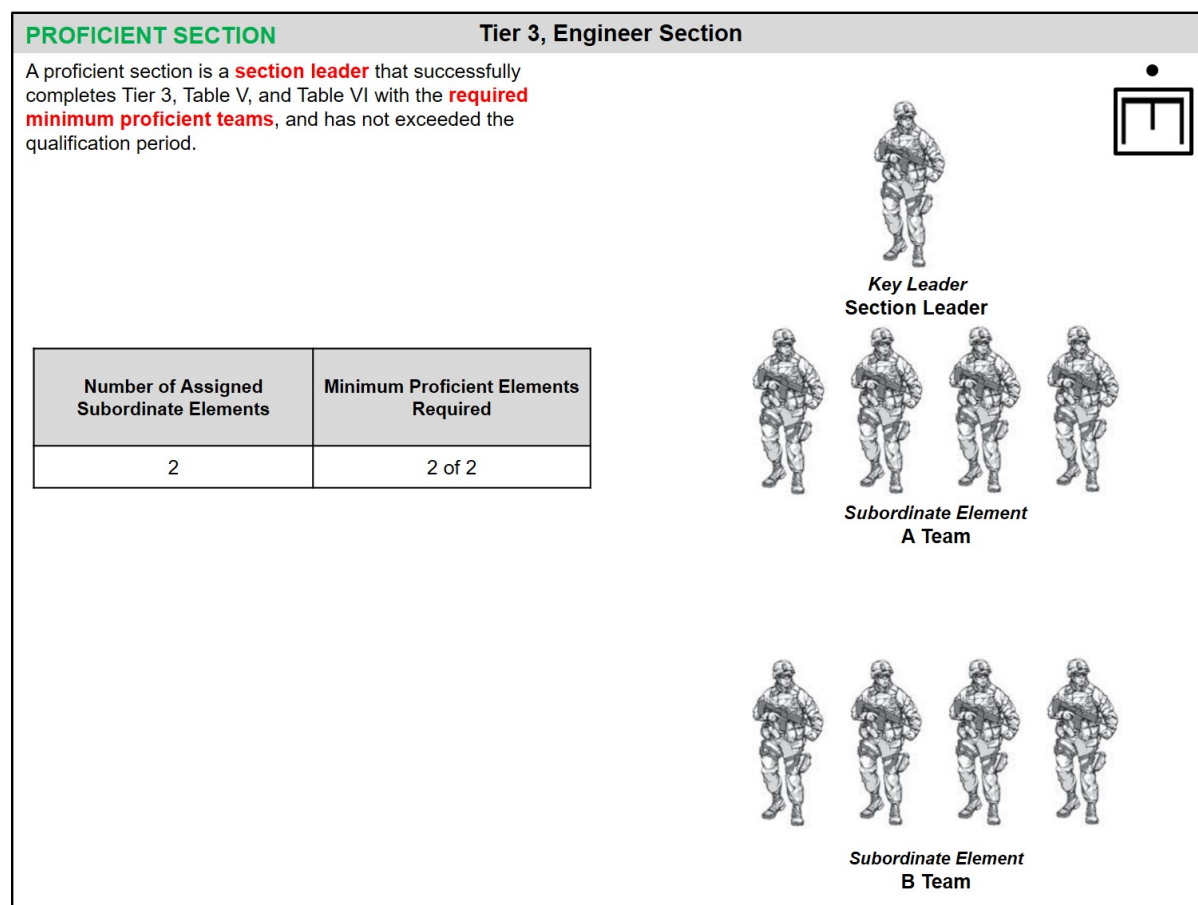 PROFICIENT SECTION
Tier 3, Engineer Section
A proficient section is a section leader that successfully
completes Tier 3, Table V, and Table VI with the required
minimum proficient teams, and has not exceeded the
qualification period.
Key Leader
Section Leader
Number of Assigned
Subordinate Elements
Minimum Proficient Elements
Required
2
2 of 2
Subordinate Element
A Team
Subordinate Element
B Team